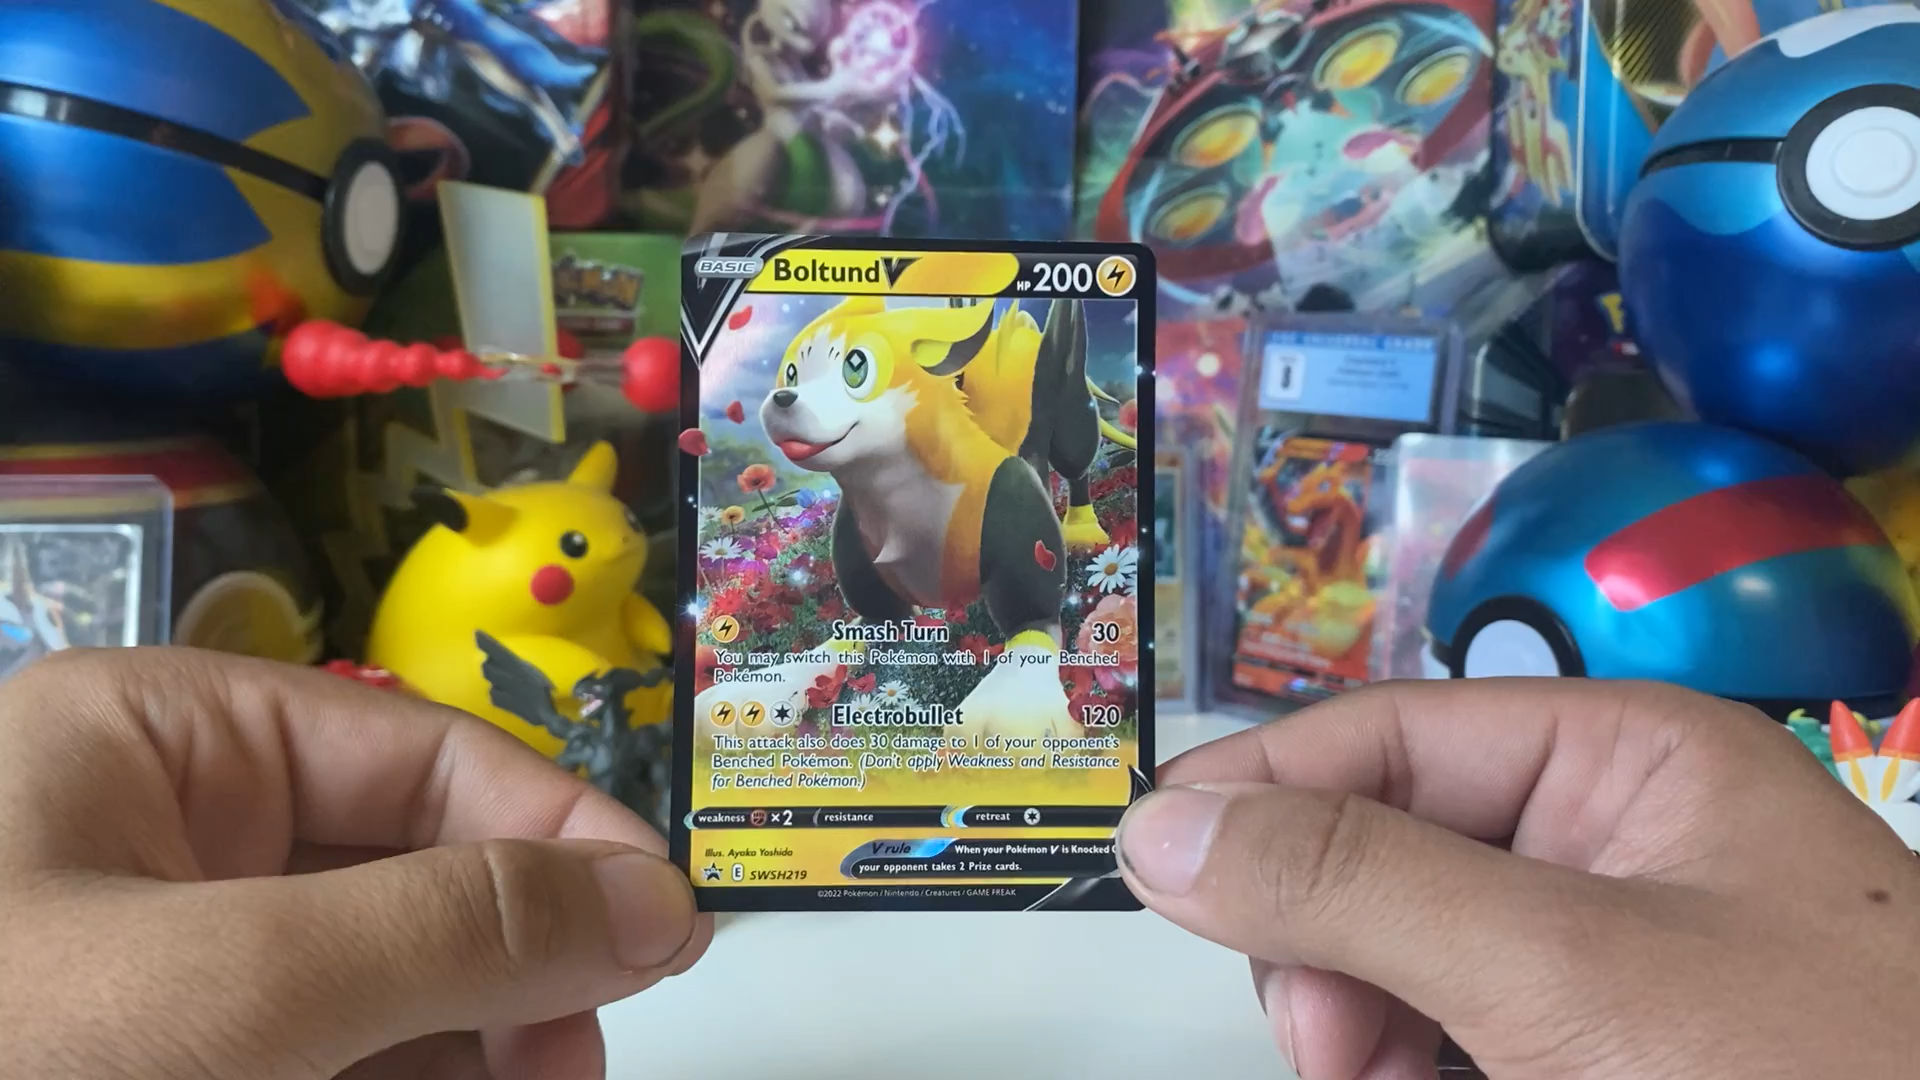 BASIC
Boltund V
HP 200
Smash Turn 30
You may switch this Pokémon with 1 of your Benched
Pokémon.
Electrobullet 120
This attack also does 30 damage to 1 of your opponent's
Benched Pokémon. (Don't apply Weakness and Resistance
for Benched Pokémon.)
weakness ×2 resistance retreat
Illus. Ayaka Yoshida
V rule When your Pokémon V is Knocked
your opponent takes 2 Prize cards.
E SWSH219
©2022 Pokémon / Nintendo / Creatures / GAME FREAK
8